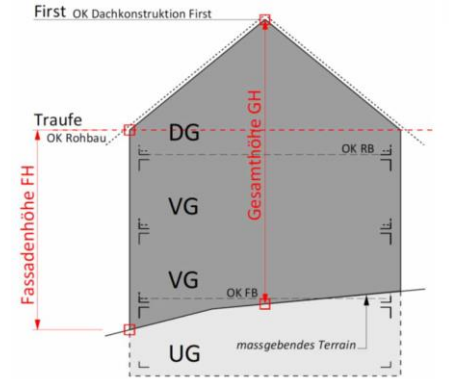 First OK Dachkonstruktion First
Traufe
OK Rohbau
DG
OK RB
Fassadenhöhe FH
Gesamthöhe GH
VG
VG
OK FB
massgebendes Terrain
UG